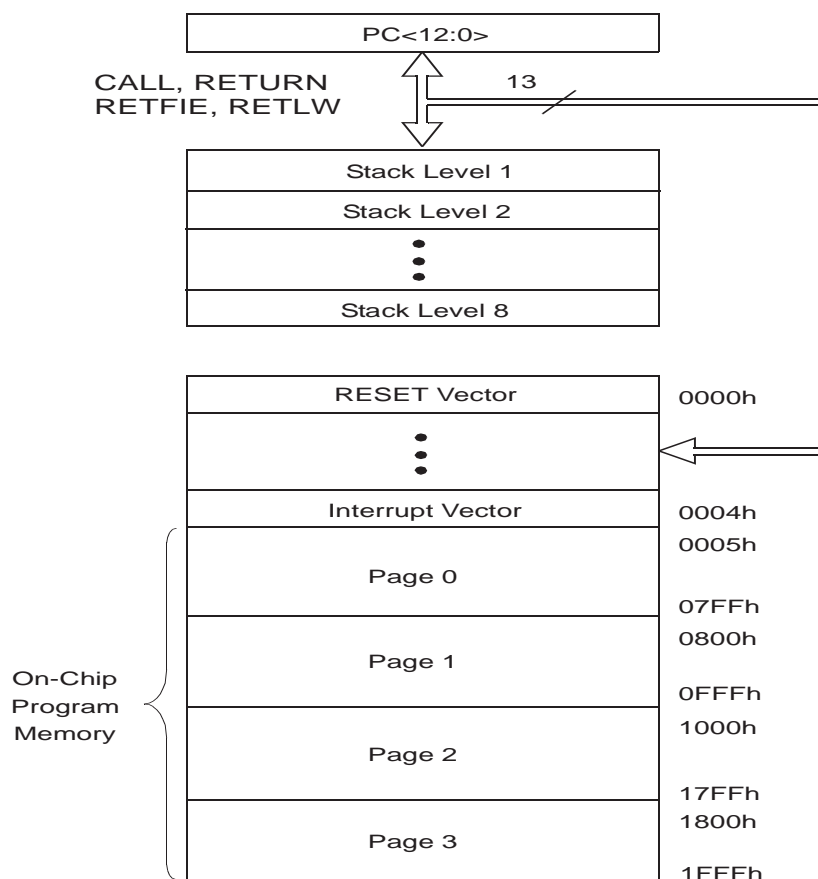 PC<12:0>
CALL, RETURN
RETFIE, RETLW
13
Stack Level 1
Stack Level 2
Stack Level 8
RESET Vector
0000h
Interrupt Vector
0004h
0005h
Page 0
07FFh
0800h
Page 1
0FFFh
1000h
Page 2
17FFh
1800h
Page 3
1FFFh
On-Chip
Program
Memory